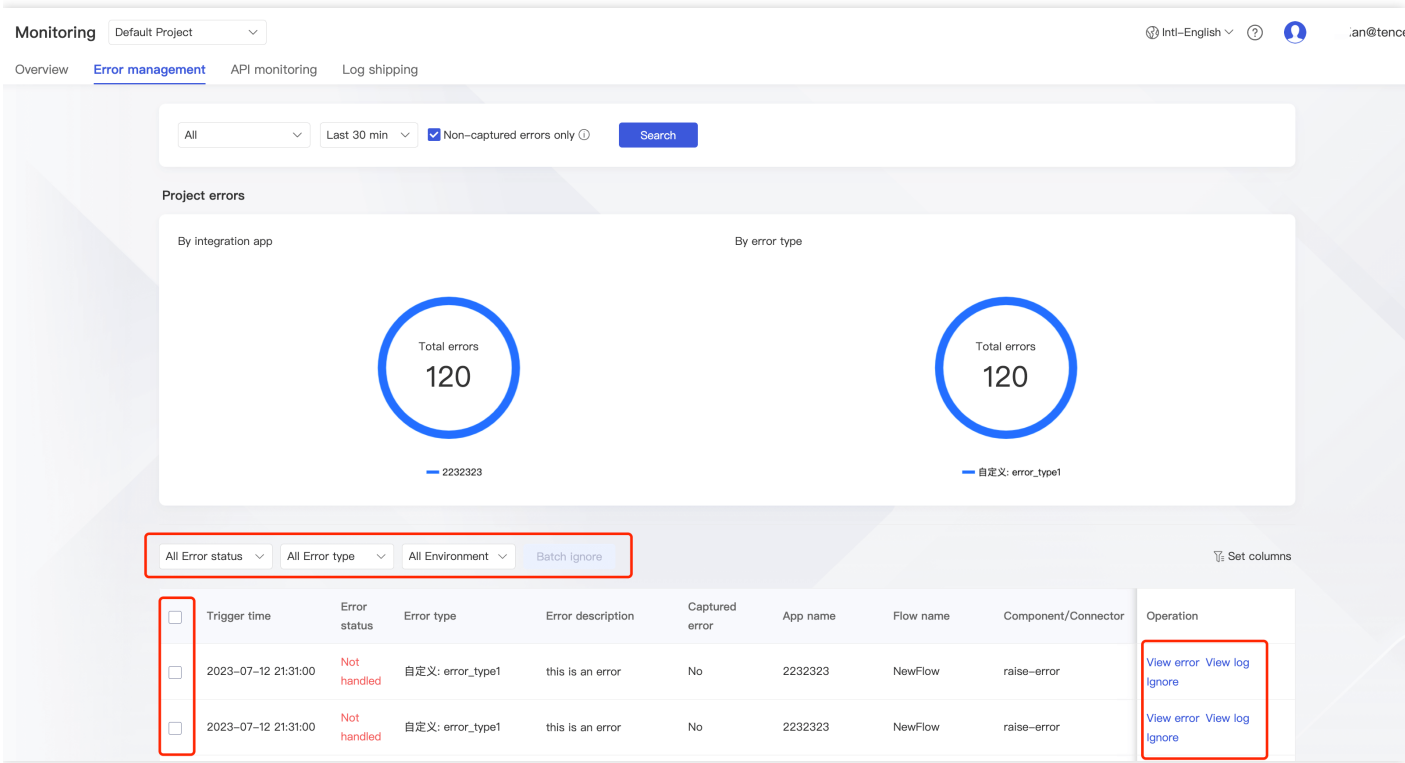 Monitoring Default Project Intl-English .an@tence
Overview Error management API monitoring Log shipping
All Last 30 min Non-captured errors only Search
Project errors
By integration app By error type
Total errors Total errors
120 120
2232323 自定义: error_type1
All Error status All Error type All Environment Batch Ignore Set columns
Trigger time Error status Error type Error description Captured error App name Flow name Component/Connector Operation
2023-07-12 21:31:00 Not handled 自定义: error_type1 this is an error No 2232323 NewFlow raise-error View error View log Ignore
2023-07-12 21:31:00 Not handled 自定义: error_type1 this is an error No 2232323 NewFlow raise-error View error View log Ignore